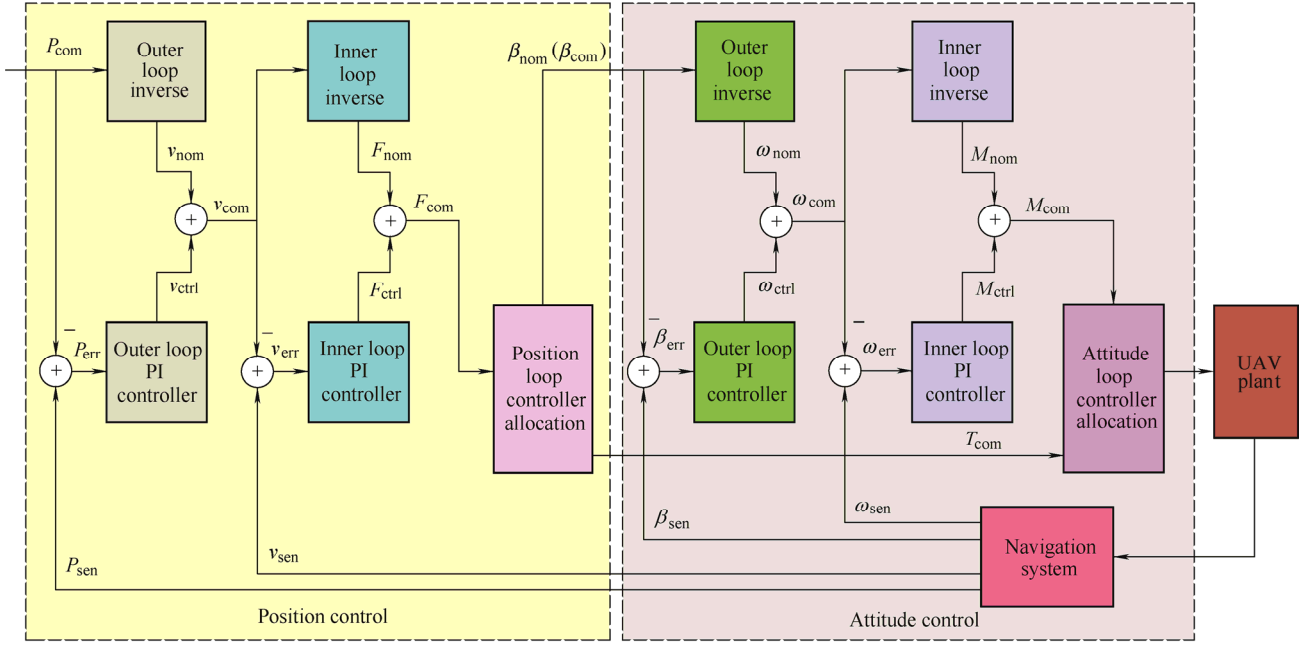 P_com
Outer
loop
inverse
v_nom
+
v_com
v_ctrl
−
P_err
+
Outer loop
PI
controller
Inner
loop
inverse
F_nom
+
F_com
F_ctrl
−
v_err
+
Inner loop
PI
controller
Position
loop
controller
allocation
P_sen
v_sen
Position control
β_nom (β_com)
Outer
loop
inverse
ω_nom
+
ω_com
ω_ctrl
−
β_err
+
Outer loop
PI
controller
Inner
loop
inverse
M_nom
+
M_com
M_ctrl
−
ω_err
+
Inner loop
PI
controller
Attitude
loop
controller
allocation
T_com
β_sen
ω_sen
Navigation
system
Attitude control
UAV
plant